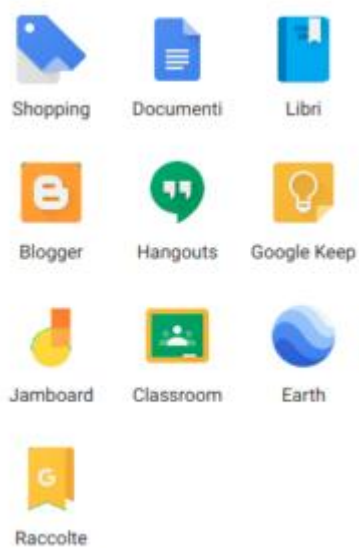 Shopping Documenti Libri
Blogger Hangouts Google Keep
Jamboard Classroom Earth
G
Raccolte